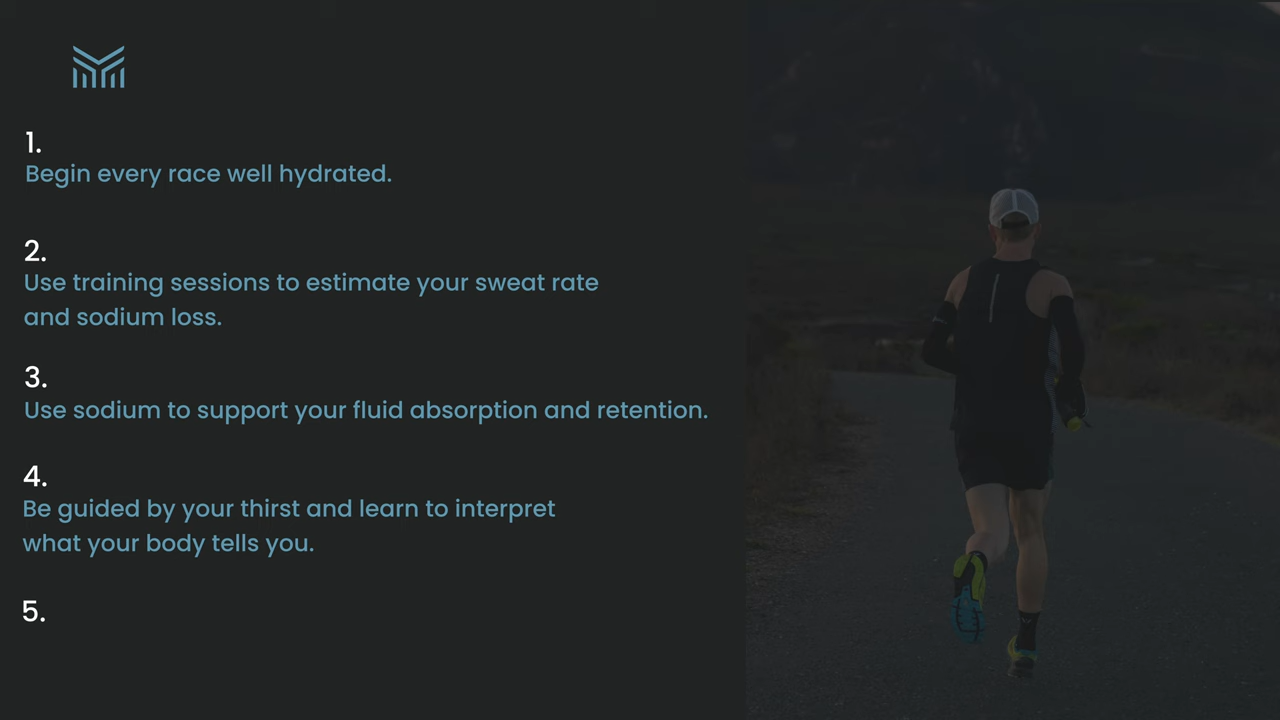 1.
Begin every race well hydrated.
2.
Use training sessions to estimate your sweat rate
and sodium loss.
3.
Use sodium to support your fluid absorption and retention.
4.
Be guided by your thirst and learn to interpret
what your body tells you.
5.